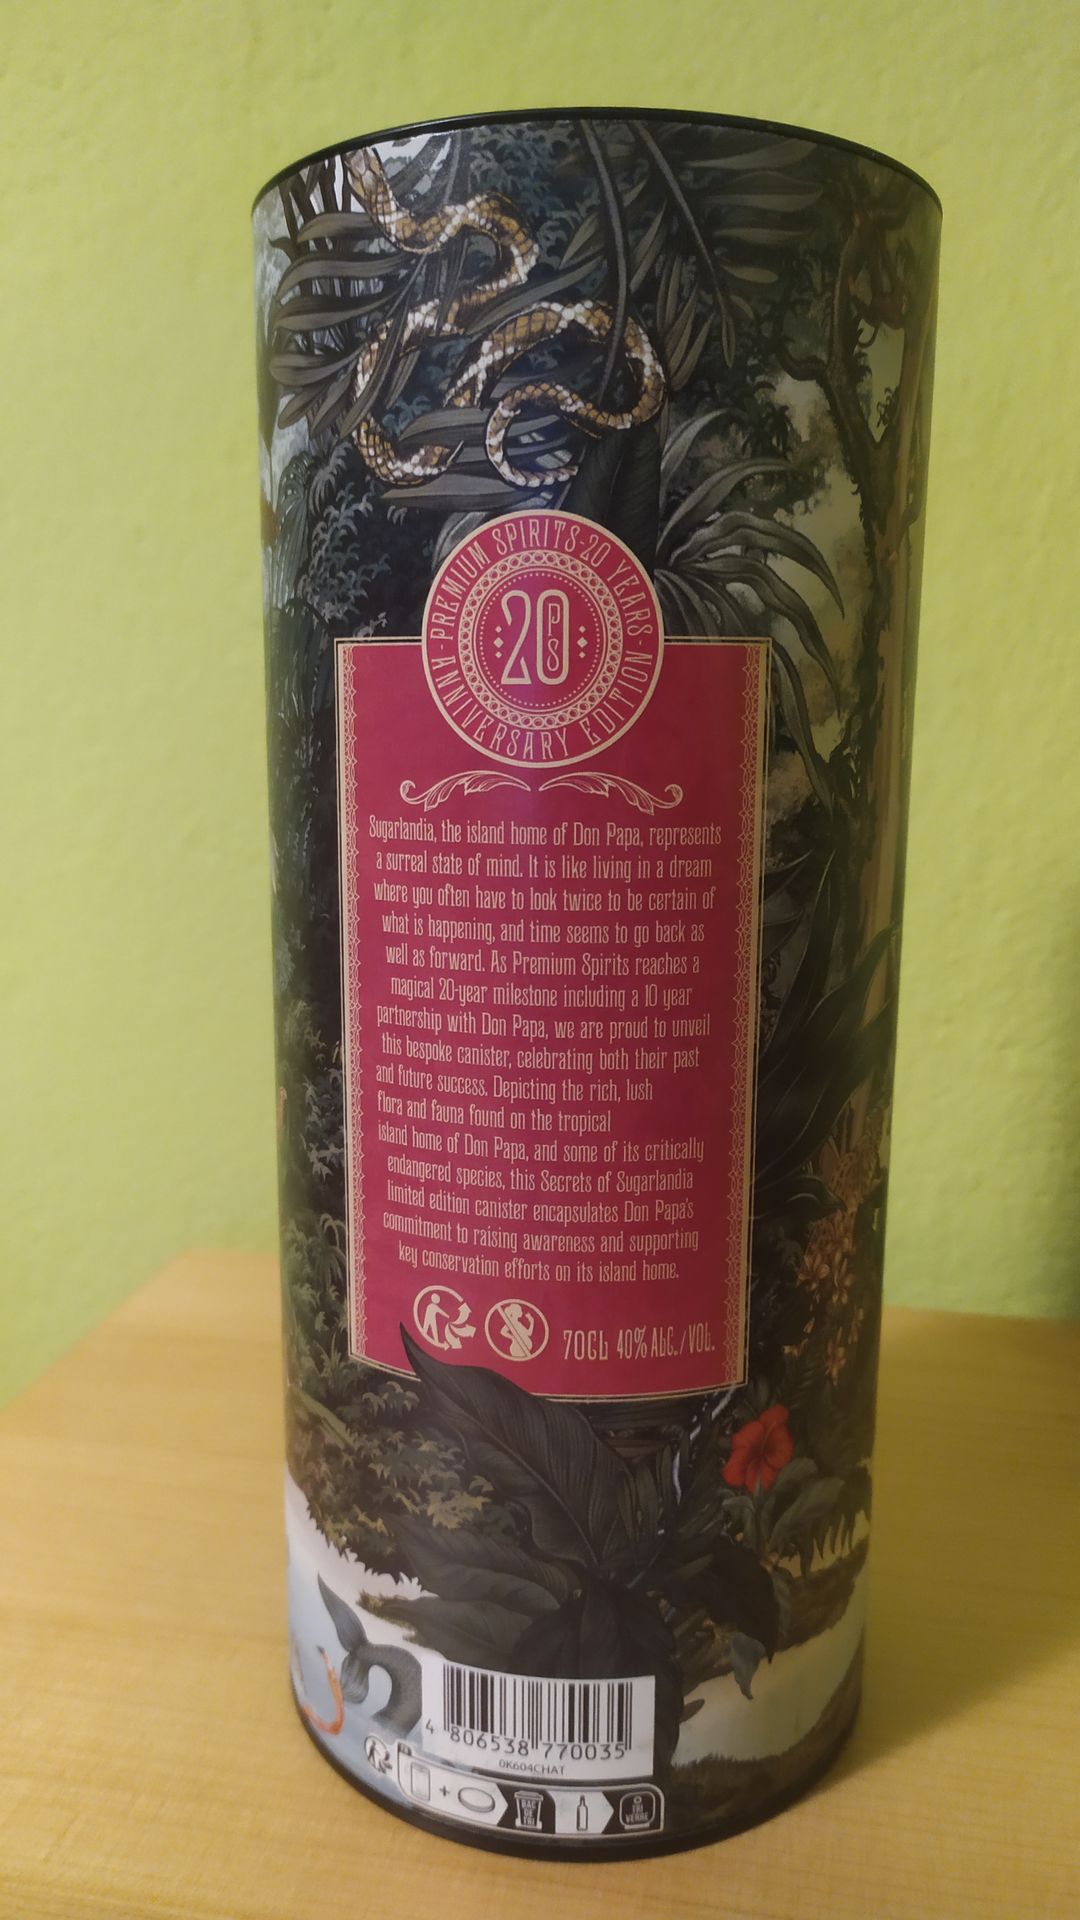 PREMIUM SPIRITS-20 YEARS
20
PS
ANNIVERSARY EDITION
Sugarlandia, the island home of Don Papa, represents
a surreal state of mind. It is like living in a dream
where you often have to look twice to be certain of
what is happening, and time seems to go back as
well as forward. As Premium Spirits reaches a
magical 20-year milestone including a 10 year
partnership with Don Papa, we are proud to unveil
this bespoke canister, celebrating both their past
and future success. Depicting the rich, lush
flora and fauna found on the tropical
island home of Don Papa, and some of its critically
endangered species, this Secrets of Sugarlandia
limited edition canister encapsulates Don Papa's
commitment to raising awareness and supporting
key conservation efforts on its island home.
70CL 40% ALC./VOL.
4 806538 770035
0K604CHAT
+
BAC DE TRI
TRI VERRE